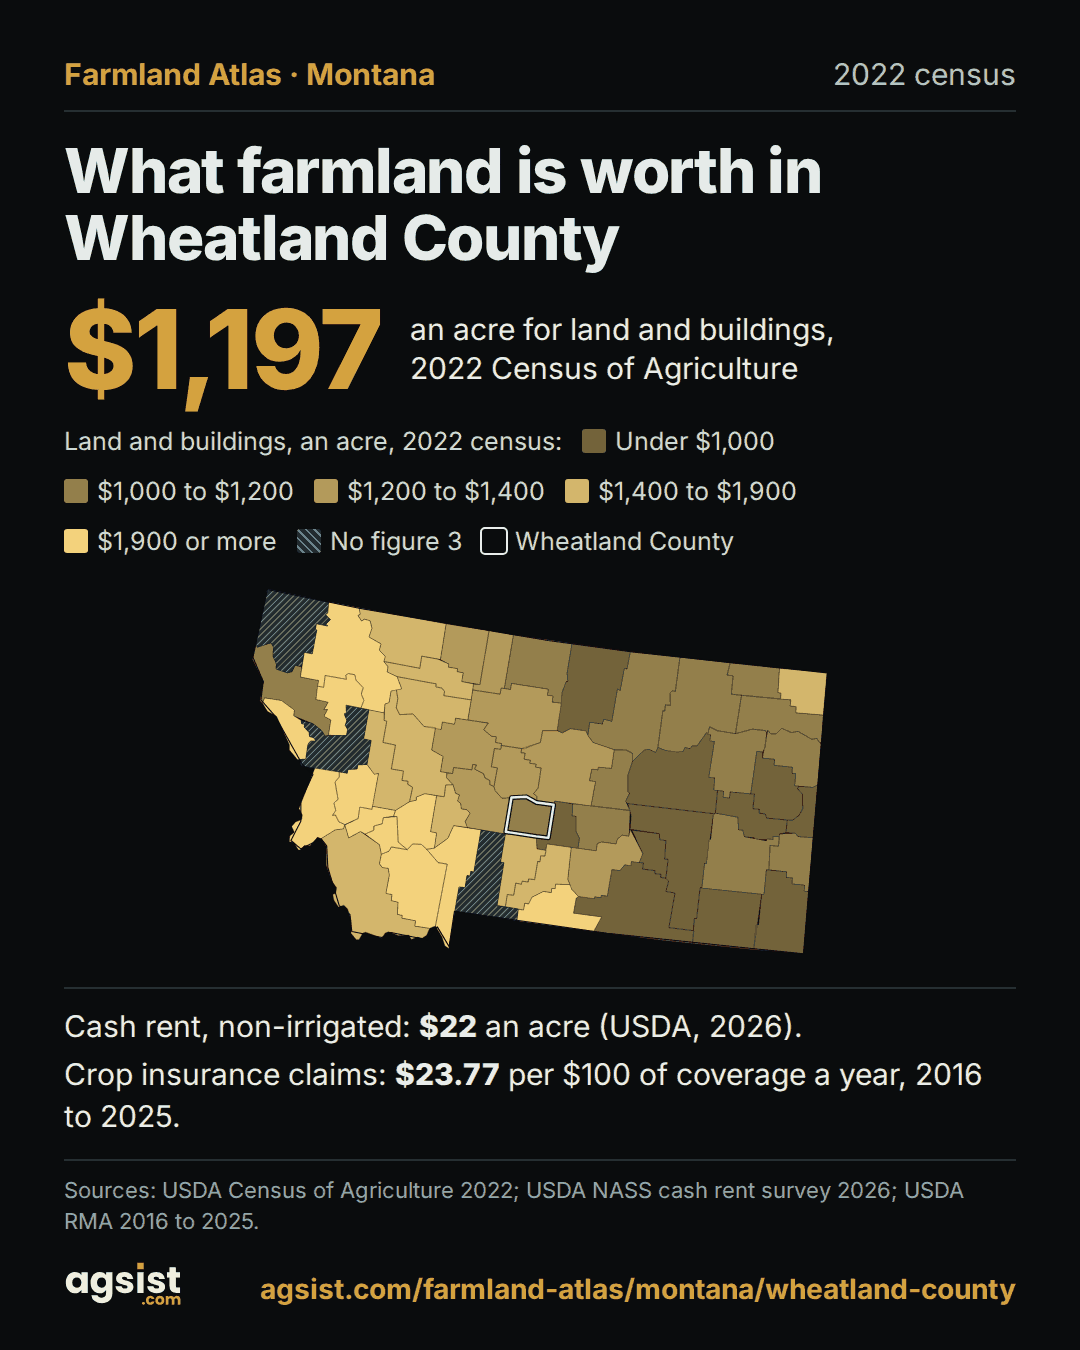 Farmland Atlas · Montana
2022 census
What farmland is worth in
Wheatland County
$1,197
an acre for land and buildings,
2022 Census of Agriculture
Land and buildings, an acre, 2022 census: Under $1,000
$1,000 to $1,200 $1,200 to $1,400 $1,400 to $1,900
$1,900 or more No figure 3 Wheatland County
Cash rent, non-irrigated: $22 an acre (USDA, 2026).
Crop insurance claims: $23.77 per $100 of coverage a year, 2016
to 2025.
Sources: USDA Census of Agriculture 2022; USDA NASS cash rent survey 2026; USDA
RMA 2016 to 2025.
agsist
.com
agsist.com/farmland-atlas/montana/wheatland-county